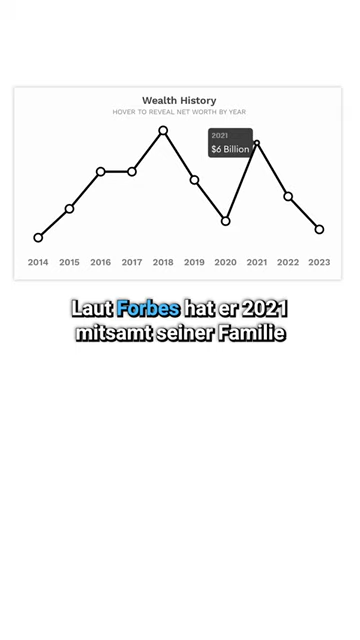 Wealth History
HOVER TO REVEAL NET WORTH BY YEAR
2021
$6 Billion
2014 2015 2016 2017 2018 2019 2020 2021 2022 2023
Laut Forbes hat er 2021
mitsamt seiner Familie